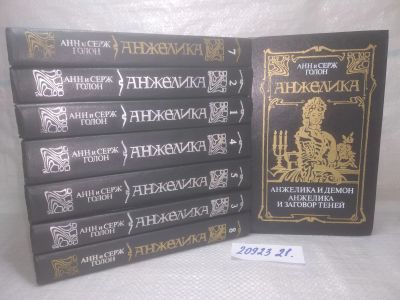 АНН И СЕРЖ
ГОЛОН
АНЖЕЛИКА
7
АНН И СЕРЖ
ГОЛОН
АНЖЕЛИКА
2
АНН И СЕРЖ
ГОЛОН
АНЖЕЛИКА
1
АНН И СЕРЖ
ГОЛОН
АНЖЕЛИКА
4
АНН И СЕРЖ
ГОЛОН
АНЖЕЛИКА
5
АНН И СЕРЖ
ГОЛОН
АНЖЕЛИКА
3
АНН И СЕРЖ
ГОЛОН
АНЖЕЛИКА
8
АНН И СЕРЖ
ГОЛОН
АНЖЕЛИКА
АНЖЕЛИКА И ДЕМОН
АНЖЕЛИКА
И ЗАГОВОР ТЕНЕЙ
20923 21.